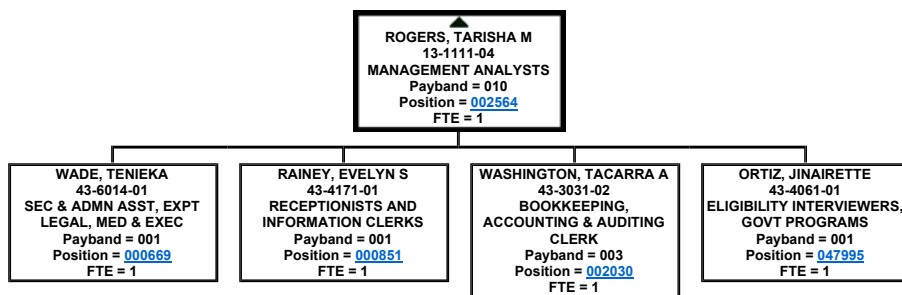 ROGERS, TARISHA M
13-1111-04
MANAGEMENT ANALYSTS
Payband = 010
Position = 002564
FTE = 1
WADE, TENIEKA
43-6014-01
SEC & ADMN ASST, EXPT
LEGAL, MED & EXEC
Payband = 001
Position = 000669
FTE = 1
RAINEY, EVELYN S
43-4171-01
RECEPTIONISTS AND
INFORMATION CLERKS
Payband = 001
Position = 000851
FTE = 1
WASHINGTON, TACARRA A
43-3031-02
BOOKKEEPING,
ACCOUNTING & AUDITING
CLERK
Payband = 003
Position = 002030
FTE = 1
ORTIZ, JINAIRETTE
43-4061-01
ELIGIBILITY INTERVIEWERS,
GOVT PROGRAMS
Payband = 001
Position = 047995
FTE = 1